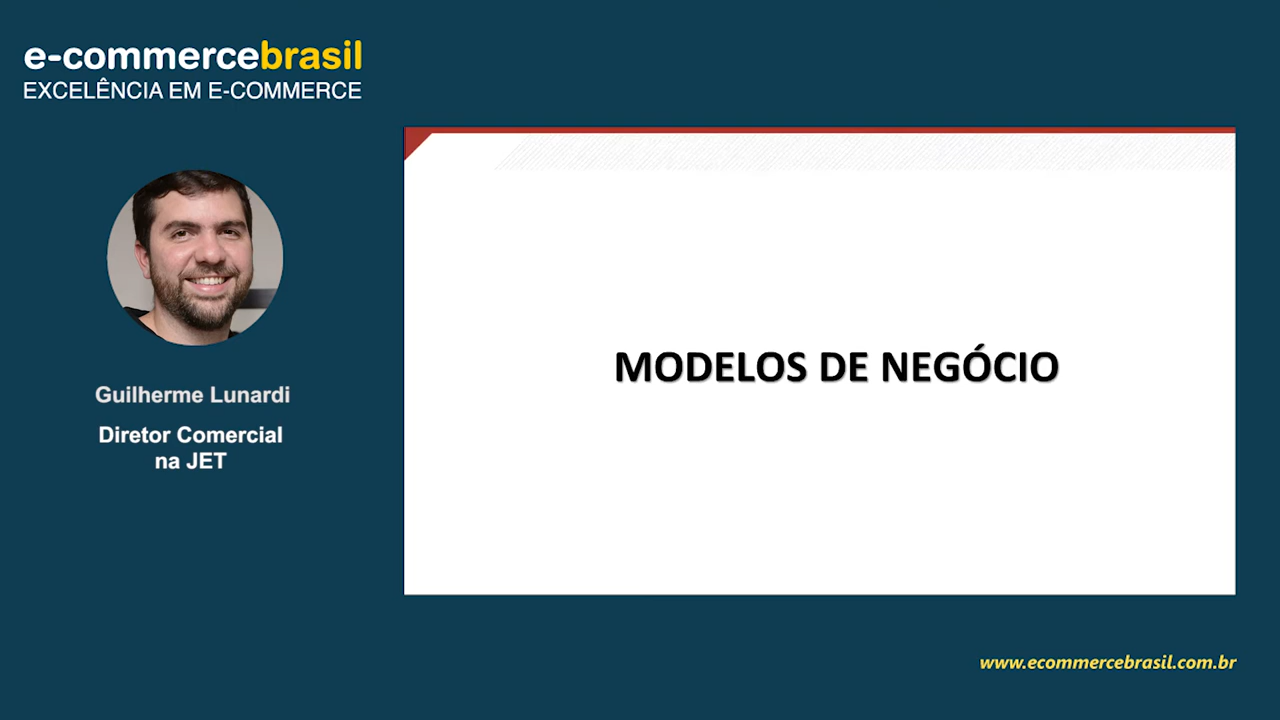 e-commercebrasil
EXCELÊNCIA EM E-COMMERCE
Guilherme Lunardi
Diretor Comercial
na JET
MODELOS DE NEGÓCIO
www.ecommercebrasil.com.br